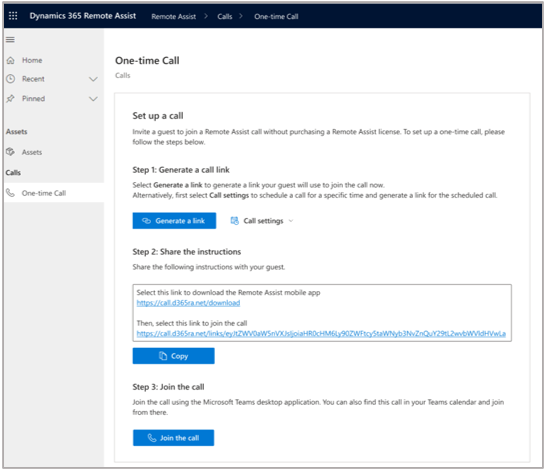 Dynamics 365 Remote Assist
Remote Assist > Calls > One-time Call
Home
Recent
Pinned
Assets
Assets
Calls
One-time Call
One-time Call
Calls
Set up a call
Invite a guest to join a Remote Assist call without purchasing a Remote Assist license. To set up a one-time call, please
follow the steps below.
Step 1: Generate a call link
Select Generate a link to generate a link your guest will use to join the call now.
Alternatively, first select Call settings to schedule a call for a specific time and generate a link for the scheduled call.
Generate a link
Call settings
Step 2: Share the instructions
Share the following instructions with your guest.
Select this link to download the Remote Assist mobile app
https://call.d365ra.net/download
Then, select this link to join the call
Copy
Step 3: Join the call
Join the call using the Microsoft Teams desktop application. You can also find this call in your Teams calendar and join
from there.
Join the call